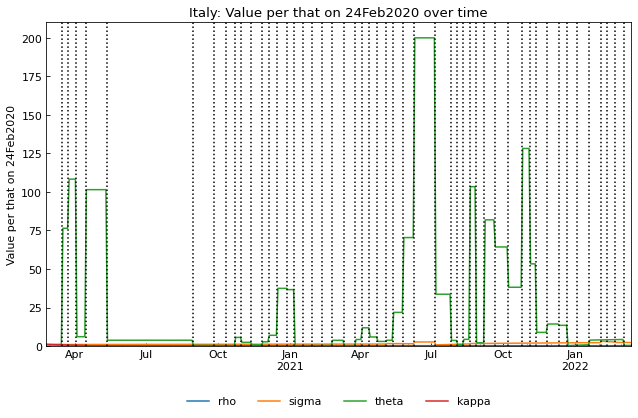 Italy: Value per that on 24Feb2020 over time
Value per that on 24Feb2020
200
175
150
125
100
75
50
25
0
Apr Jul Oct Jan Apr Jul Oct Jan
2021 2022
rho sigma theta kappa